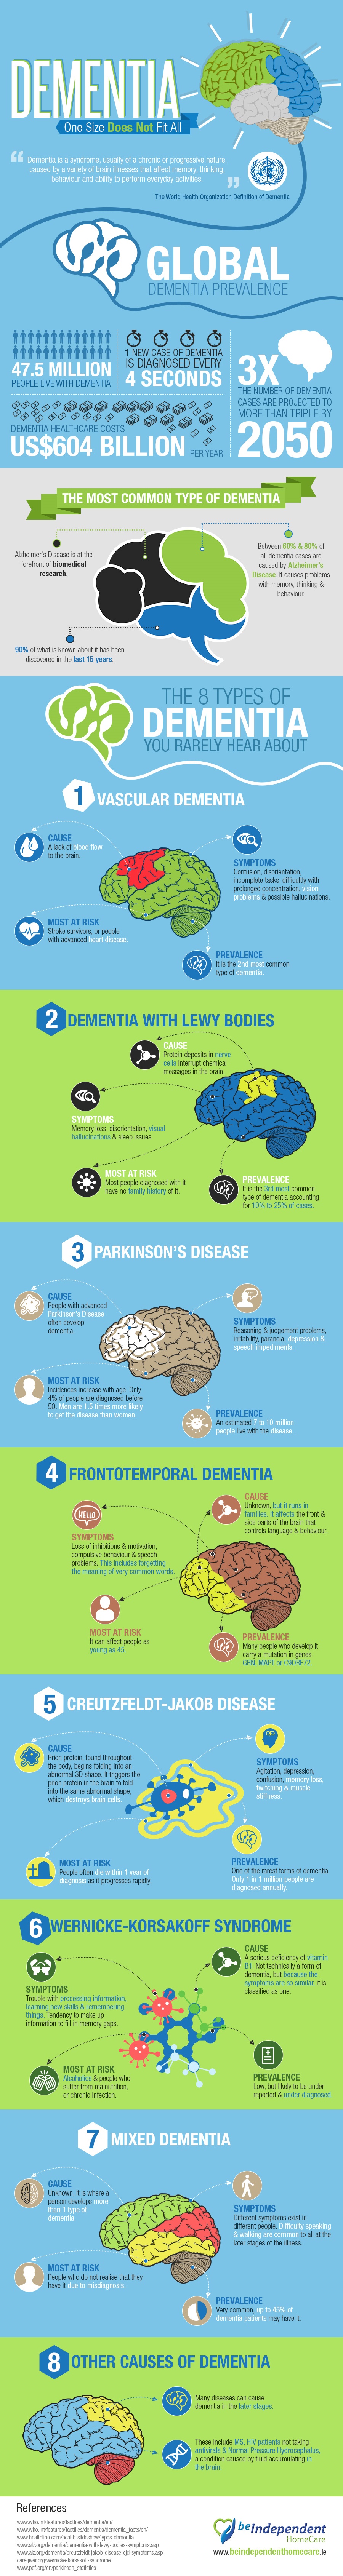 DEMENTIA
One Size Does Not Fit All
“ Dementia is a syndrome, usually of a chronic or progressive nature,
caused by a variety of brain illnesses that affect memory, thinking,
behaviour and ability to perform everyday activities. ”
The World Health Organization Definition of Dementia
GLOBAL
DEMENTIA PREVALENCE
47.5 MILLION
PEOPLE LIVE WITH DEMENTIA
1 NEW CASE OF DEMENTIA
IS DIAGNOSED EVERY
4 SECONDS
3X
THE NUMBER OF DEMENTIA
CASES ARE PROJECTED TO
MORE THAN TRIPLE BY
2050
DEMENTIA HEALTHCARE COSTS
US$604 BILLION PER YEAR
THE MOST COMMON TYPE OF DEMENTIA
Alzheimer's Disease is at the
forefront of biomedical
research.
Between 60% & 80% of
all dementia cases are
caused by Alzheimer's
Disease. It causes problems
with memory, thinking &
behaviour.
90% of what is known about it has been
discovered in the last 15 years.
THE 8 TYPES OF
DEMENTIA
YOU RARELY HEAR ABOUT
1 VASCULAR DEMENTIA
CAUSE
A lack of blood flow
to the brain.
SYMPTOMS
Confusion, disorientation,
incomplete tasks, difficulty with
prolonged concentration, vision
problems & possible hallucinations.
MOST AT RISK
Stroke survivors, or people
with advanced heart disease.
PREVALENCE
It is the 2nd most common
type of dementia.
2 DEMENTIA WITH LEWY BODIES
CAUSE
Protein deposits in nerve
cells interrupt chemical
messages in the brain.
SYMPTOMS
Memory loss, disorientation, visual
hallucinations & sleep issues.
MOST AT RISK
Most people diagnosed with it
have no family history of it.
PREVALENCE
It is the 3rd most common
type of dementia accounting
for 10% to 25% of cases.
3 PARKINSON'S DISEASE
CAUSE
People with advanced
Parkinson's Disease
often develop
dementia.
SYMPTOMS
Reasoning & judgement problems,
irritability, paranoia, depression &
speech impediments.
MOST AT RISK
Incidences increase with age. Only
4% of people are diagnosed before
50. Men are 1.5 times more likely
to get the disease than women.
PREVALENCE
An estimated 7 to 10 million
people live with the disease.
4 FRONTOTEMPORAL DEMENTIA
CAUSE
Unknown, but it runs in
families. It affects the front &
side parts of the brain that
controls language & behaviour.
HELLO
SYMPTOMS
Loss of inhibitions & motivation,
compulsive behaviour & speech
problems. This includes forgetting
the meaning of very common words.
MOST AT RISK
It can affect people as
young as 45.
PREVALENCE
Many people who develop it
carry a mutation in genes
GRN, MAPT or C9ORF72.
5 CREUTZFELDT-JAKOB DISEASE
CAUSE
Prion protein, found throughout
the body, begins folding into an
abnormal 3D shape. It triggers the
prion protein in the brain to fold
into the same abnormal shape,
which destroys brain cells.
SYMPTOMS
Agitation, depression,
confusion, memory loss,
twitching & muscle
stiffness.
MOST AT RISK
People often die within 1 year of
diagnosis as it progresses rapidly.
PREVALENCE
One of the rarest forms of dementia.
Only 1 in 1 million people are
diagnosed annually.
6 WERNICKE-KORSAKOFF SYNDROME
CAUSE
A serious deficiency of vitamin
B1. Not technically a form of
dementia, but because the
symptoms are so similar, it is
classified as one.
SYMPTOMS
Trouble with processing information,
learning new skills & remembering
things. Tendency to make up
information to fill in memory gaps.
MOST AT RISK
Alcoholics & people who
suffer from malnutrition,
or chronic infection.
PREVALENCE
Low, but likely to be under
reported & under diagnosed.
7 MIXED DEMENTIA
CAUSE
Unknown, it is where a
person develops more
than 1 type of
dementia.
SYMPTOMS
Different symptoms exist in
different people. Difficulty speaking
& walking are common to all at the
later stages of the illness.
MOST AT RISK
People who do not realise that they
have it due to misdiagnosis.
PREVALENCE
Very common, up to 45% of
dementia patients may have it.
8 OTHER CAUSES OF DEMENTIA
Many diseases can cause
dementia in the later stages.
These include MS, HIV patients not taking
antivirals & Normal Pressure Hydrocephalus,
a condition caused by fluid accumulating in
the brain.
References
www.who.int/features/factfiles/dementia/en/
www.who.int/features/factfiles/dementia/dementia_facts/en/
www.healthline.com/health-slideshow/types-dementia
www.alz.org/dementia/dementia-with-lewy-bodies-symptoms.asp
www.alz.org/dementia/creutzfeldt-jakob-disease-cjd-symptoms.asp
caregiver.org/wernicke-korsakoff-syndrome
www.pdf.org/en/parkinson_statistics
beIndependent
HomeCare
www.beindependenthomecare.ie